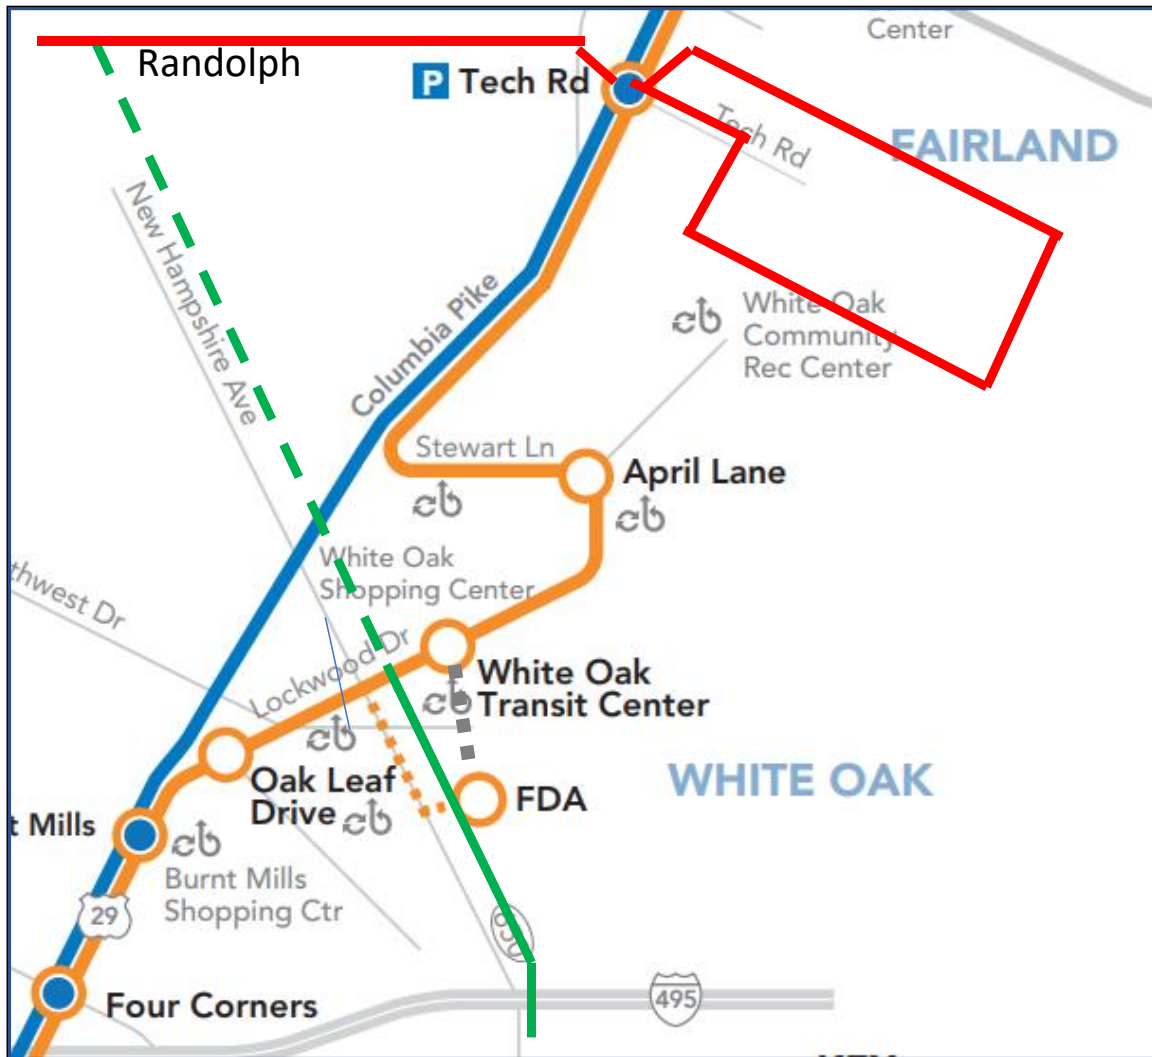 Center
Randolph
P Tech Rd
Tech Rd
FAIRLAND
New Hampshire Ave
Columbia Pike
White Oak
Community
Rec Center
Stewart Ln
April Lane
White Oak
Shopping Center
thwest Dr
Lockwood Dr
White Oak
Transit Center
Oak Leaf
Drive
FDA
WHITE OAK
t Mills
Burnt Mills
Shopping Ctr
29
650
495
Four Corners